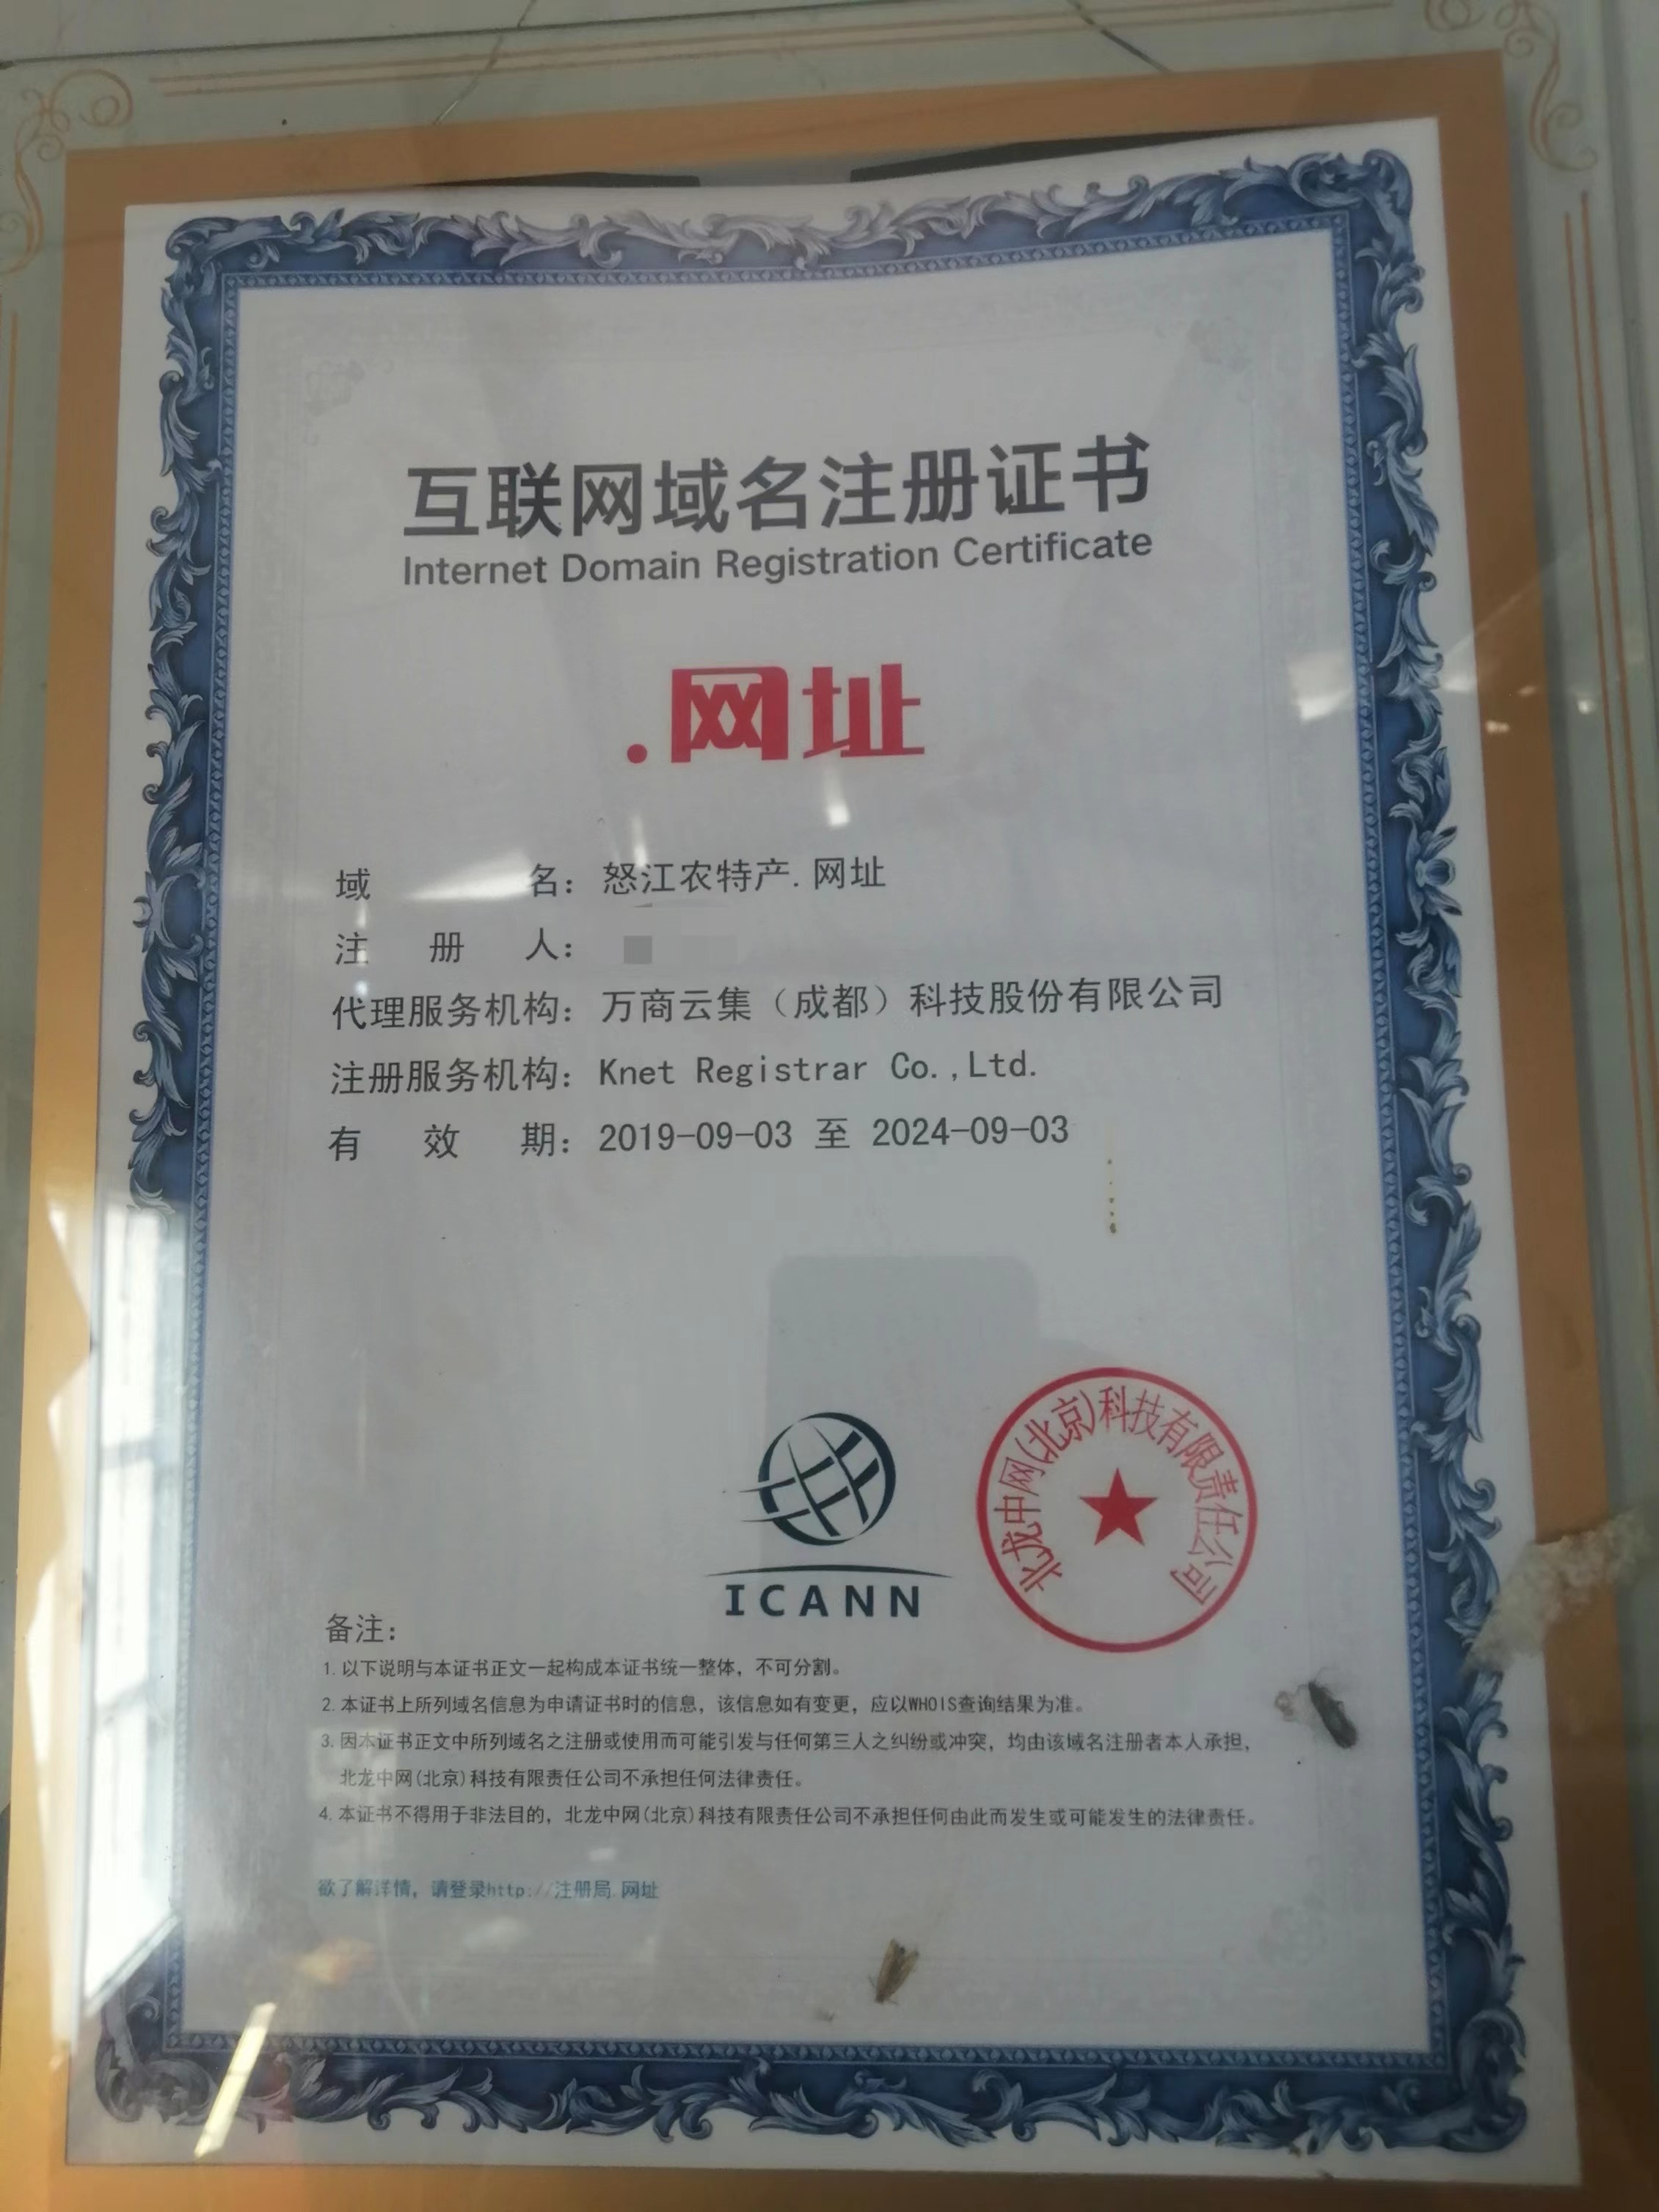 互联网域名注册证书
Internet Domain Registration Certificate
.网址
域名：怒江农特产.网址
注册人：
代理服务机构：万商云集（成都）科技股份有限公司
注册服务机构：Knet Registrar Co.,Ltd.
有效期：2019-09-03 至 2024-09-03
ICANN
北龙中网(北京)科技有限责任公司
备注：
1. 以下说明与本证书正文一起构成本证书统一整体，不可分割。
2. 本证书上所列域名信息为申请证书时的信息，该信息如有变更，应以WHOIS查询结果为准。
3. 因本证书正文中所列域名之注册或使用而可能引发与任何第三人之纠纷或冲突，均由该域名注册者本人承担，
北龙中网(北京)科技有限责任公司不承担任何法律责任。
4. 本证书不得用于非法目的，北龙中网(北京)科技有限责任公司不承担任何由此而发生或可能发生的法律责任。
欲了解详情，请登录http://注册局.网址